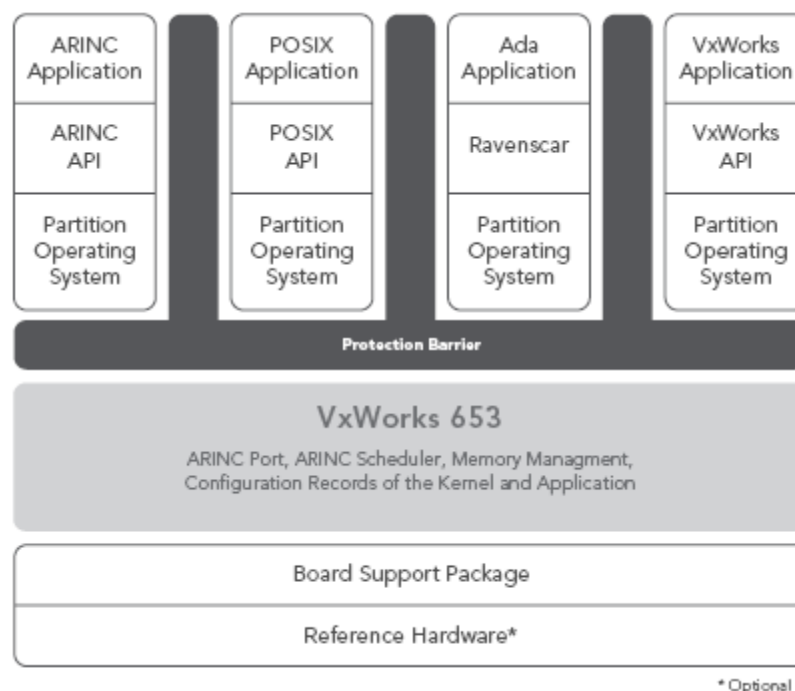 ARINC
Application
ARINC
API
Partition
Operating
System
POSIX
Application
POSIX
API
Partition
Operating
System
Ada
Application
Ravenscar
Partition
Operating
System
VxWorks
Application
VxWorks
API
Partition
Operating
System
Protection Barrier
VxWorks 653
ARINC Port, ARINC Scheduler, Memory Managment,
Configuration Records of the Kernel and Application
Board Support Package
Reference Hardware*
* Optional